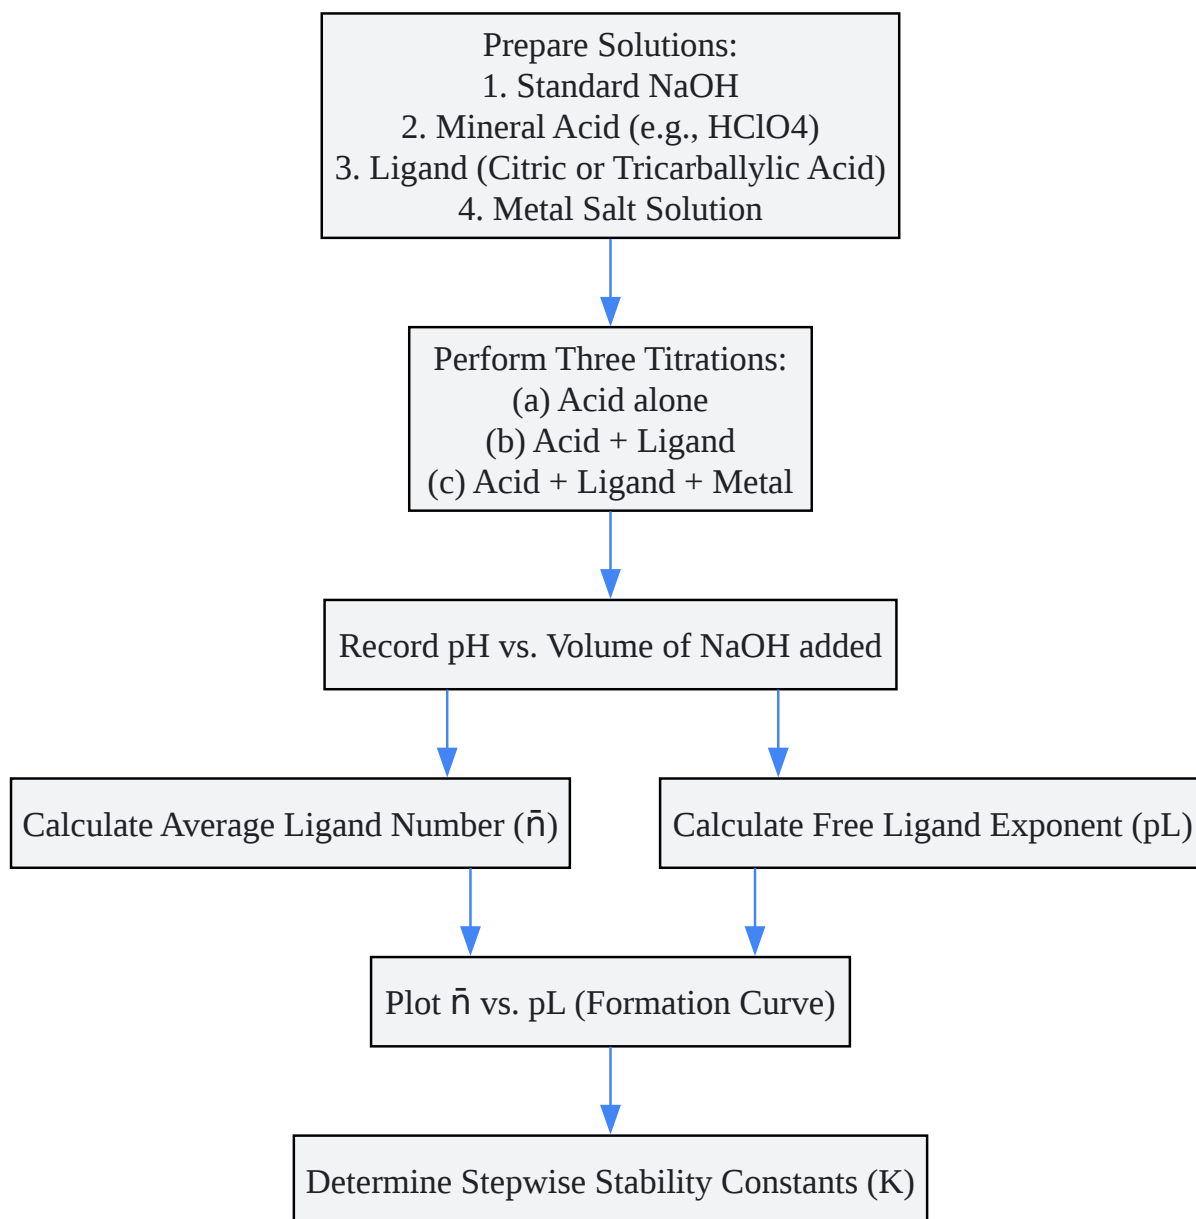 Prepare Solutions:
1. Standard NaOH
2. Mineral Acid (e.g., HClO4)
3. Ligand (Citric or Tricarballylic Acid)
4. Metal Salt Solution
Perform Three Titrations:
(a) Acid alone
(b) Acid + Ligand
(c) Acid + Ligand + Metal
Record pH vs. Volume of NaOH added
Calculate Average Ligand Number (n̄)
Calculate Free Ligand Exponent (pL)
Plot n̄ vs. pL (Formation Curve)
Determine Stepwise Stability Constants (K)